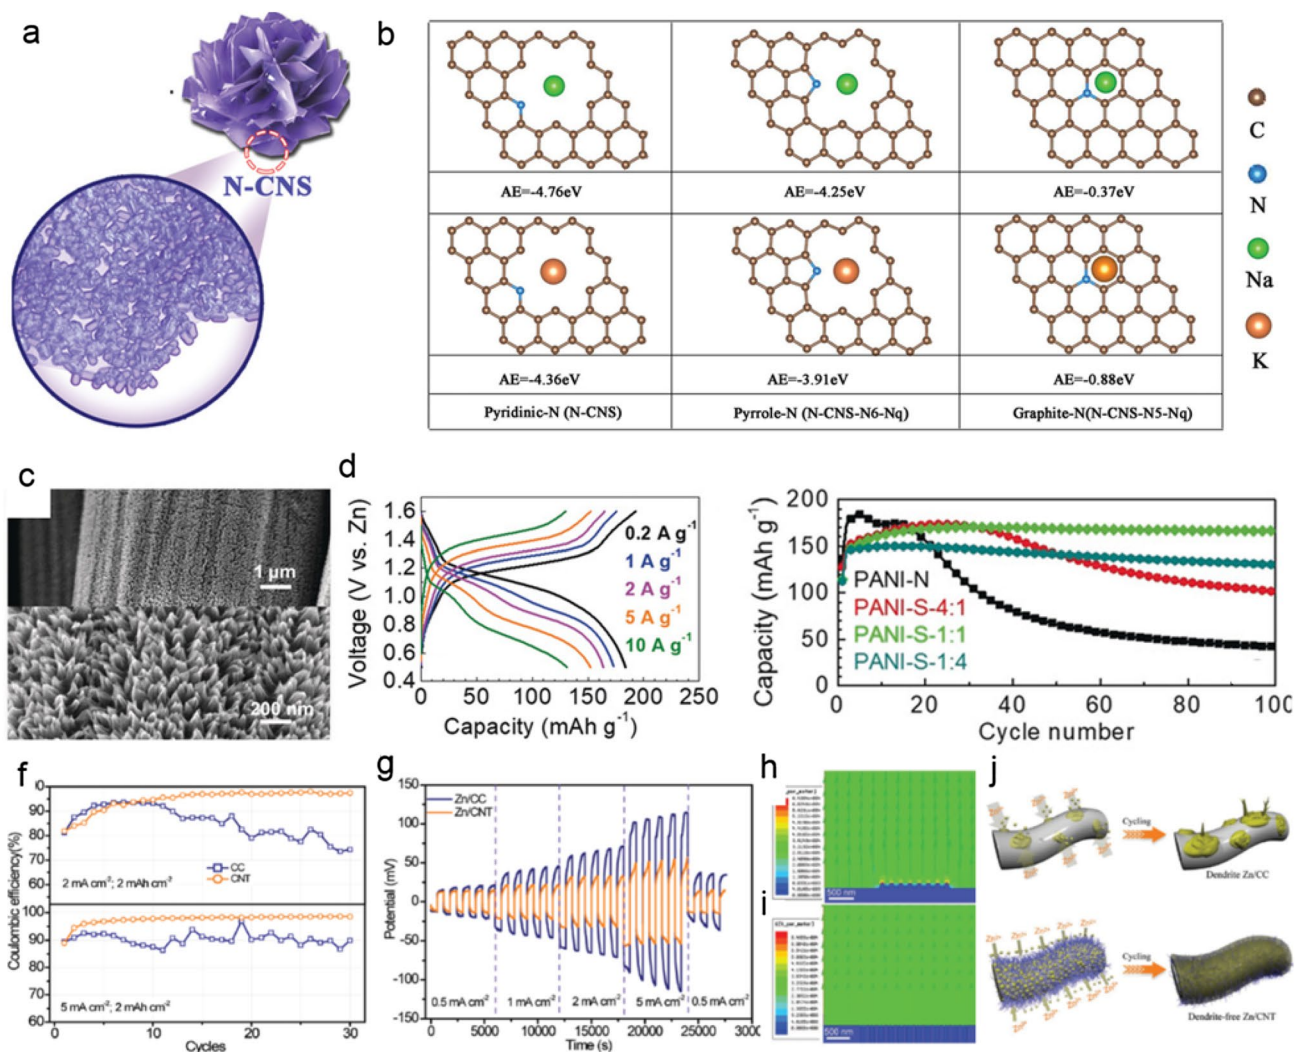 a
N-CNS
b
AE=-4.76eV
AE=-4.25eV
AE=-0.37eV
AE=-4.36eV
AE=-3.91eV
AE=-0.88eV
Pyridinic-N (N-CNS)
Pyrrole-N (N-CNS-N6-Nq)
Graphite-N(N-CNS-N5-Nq)
C
N
Na
K
c
1 µm
200 nm
d
Voltage (V vs. Zn)
1.6
1.4
1.2
1.0
0.8
0.6
0.4
0.2 A g⁻¹
1 A g⁻¹
2 A g⁻¹
5 A g⁻¹
10 A g⁻¹
0 50 100 150 200 250
Capacity (mAh g⁻¹)
Capacity (mAh g⁻¹)
200
150
100
50
0
PANI-N
PANI-S-4:1
PANI-S-1:1
PANI-S-1:4
0 20 40 60 80 100
Cycle number
f
Coulombic efficiency(%)
90
80
70
60
CC
CNT
2 mA cm⁻²; 2 mAh cm⁻²
100
90
80
70
60
5 mA cm⁻²; 2 mAh cm⁻²
0 10 20 30
Cycles
g
Potential (mV)
150
100
50
0
-50
-100
-150
Zn/CC
Zn/CNT
0.5 mA cm⁻²
1 mA cm⁻²
2 mA cm⁻²
5 mA cm⁻²
0.5 mA cm⁻²
0 5000 10000 15000 20000 25000 3000
Time (s)
h
500 nm
i
500 nm
j
Cycling
Dendrite Zn/CC
Cycling
Dendrite-free Zn/CNT